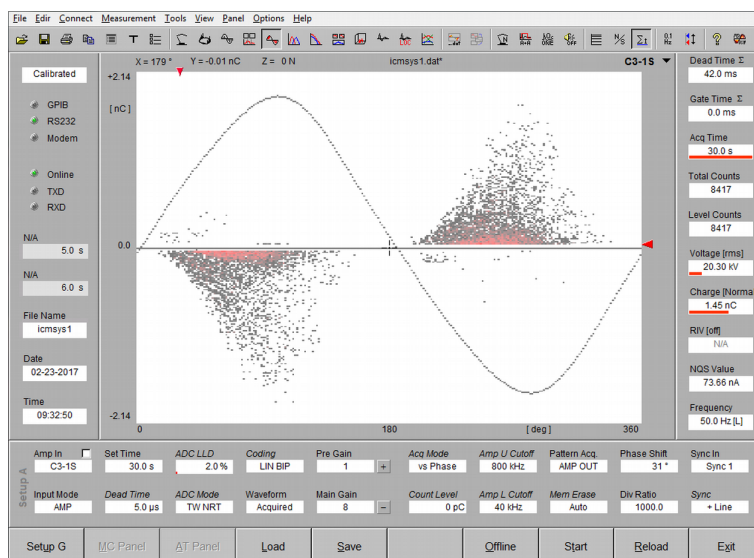 File Edit Connect Measurement Tools View Panel Options Help
X = 179 ° Y = -0.01 nC Z = 0 N icmsys1.dat* C3-1S
Calibrated
GPIB
RS232
Modem
Online
TXD
RXD
N/A
5.0 s
N/A
6.0 s
File Name
icmsys1
Date
02-23-2017
Time
09:32:50
+2.14
[ nC ]
0.0
-2.14
0 180 [ deg ] 360
Dead Time Σ
42.0 ms
Gate Time Σ
0.0 ms
Acq Time
30.0 s
Total Counts
8417
Level Counts
8417
Voltage [rms]
20.30 kV
Charge [Norma
1.45 nC
RIV [off]
N/A
NQS Value
73.66 nA
Frequency
50.0 Hz [L]
Setup A
Amp In Set Time ADC LLD Coding Pre Gain Acq Mode Amp U Cutoff Pattern Acq. Phase Shift Sync In
C3-1S 30.0 s 2.0 % LIN BIP 1 + vs Phase 800 kHz AMP OUT 31 ° Sync 1
Input Mode Dead Time ADC Mode Waveform Main Gain Count Level Amp L Cutoff Mem Erase Div Ratio Sync
AMP 5.0 µs TW NRT Acquired 8 – 0 pC 40 kHz Auto 1000.0 + Line
Setup G MC Panel AT Panel Load Save Offline Start Reload Exit